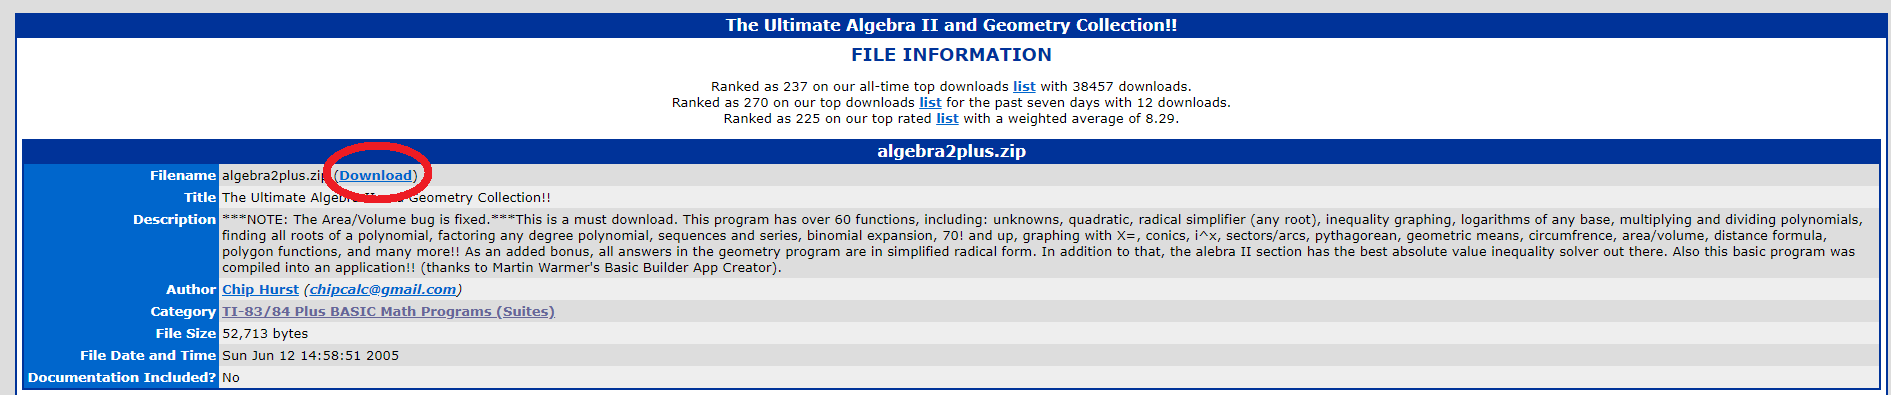 The Ultimate Algebra II and Geometry Collection!!
FILE INFORMATION
Ranked as 237 on our all-time top downloads list with 38457 downloads.
Ranked as 270 on our top downloads list for the past seven days with 12 downloads.
Ranked as 225 on our top rated list with a weighted average of 8.29.
algebra2plus.zip
Filename algebra2plus.zip (Download)
Title The Ultimate Algebra II and Geometry Collection!!
Description ***NOTE: The Area/Volume bug is fixed.***This is a must download. This program has over 60 functions, including: unknowns, quadratic, radical simplifier (any root), inequality graphing, logarithms of any base, multiplying and dividing polynomials,
finding all roots of a polynomial, factoring any degree polynomial, sequences and series, binomial expansion, 70! and up, graphing with X=, conics, i^x, sectors/arcs, pythagorean, geometric means, circumfrence, area/volume, distance formula,
polygon functions, and many more!! As an added bonus, all answers in the geometry program are in simplified radical form. In addition to that, the alebra II section has the best absolute value inequality solver out there. Also this basic program was
compiled into an application!! (thanks to Martin Warmer's Basic Builder App Creator).
Author Chip Hurst (chipcalc@gmail.com)
Category TI-83/84 Plus BASIC Math Programs (Suites)
File Size 52,713 bytes
File Date and Time Sun Jun 12 14:58:51 2005
Documentation Included? No